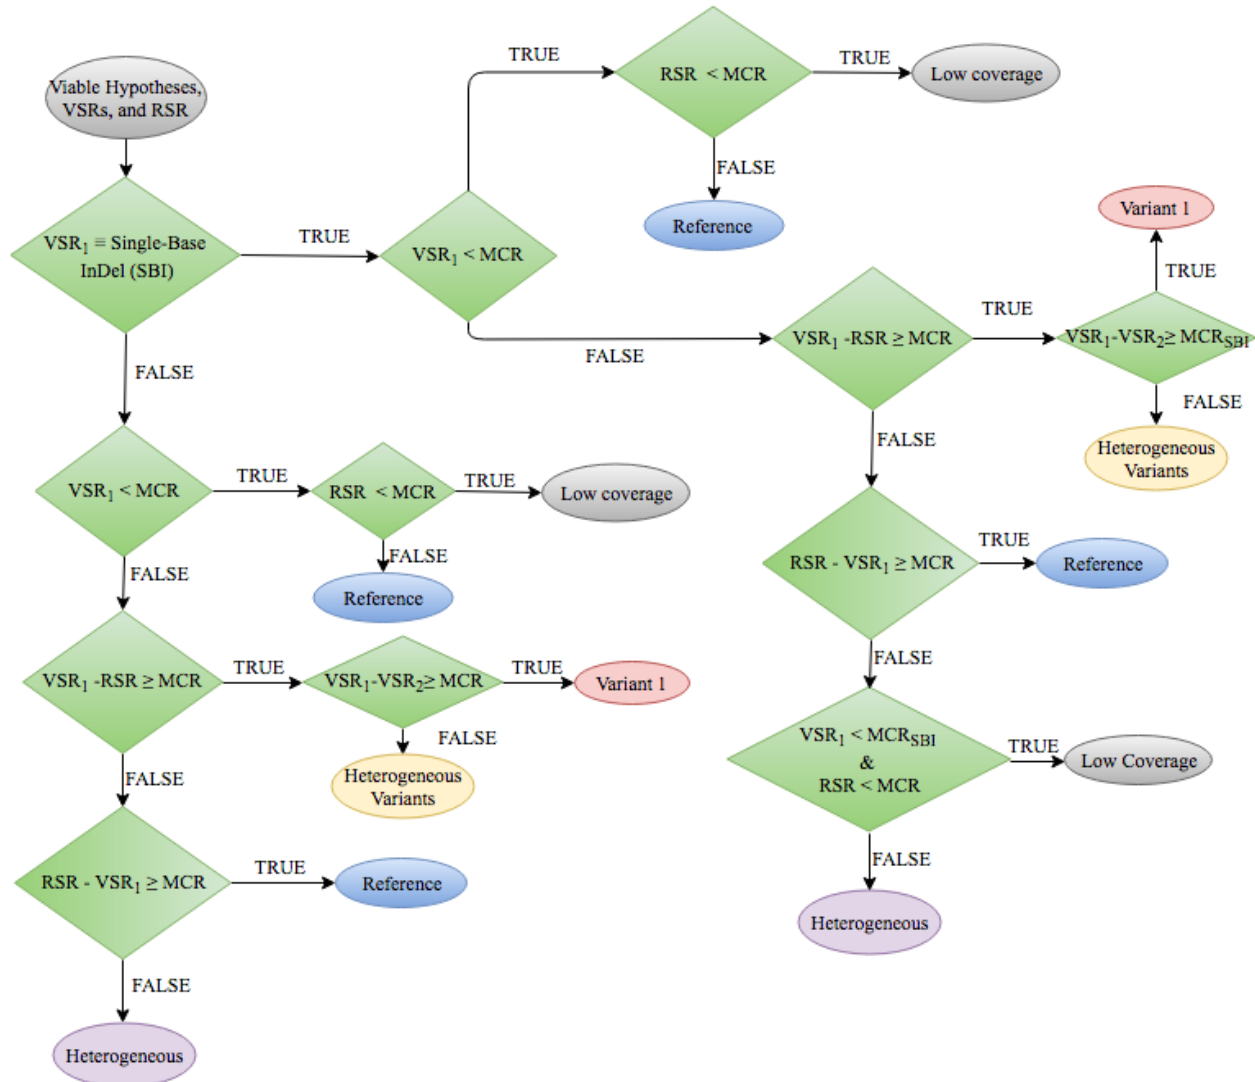 Viable Hypotheses,
VSRs, and RSR
VSR₁ ≡ Single-Base
InDel (SBI)
TRUE
VSR₁ < MCR
TRUE
RSR < MCR
TRUE
Low coverage
FALSE
Reference
FALSE
VSR₁ -RSR ≥ MCR
TRUE
VSR₁-VSR₂≥ MCR_SBI
TRUE
Variant 1
FALSE
Heterogeneous
Variants
FALSE
RSR - VSR₁ ≥ MCR
TRUE
Reference
FALSE
VSR₁ < MCR_SBI
&
RSR < MCR
TRUE
Low Coverage
FALSE
Heterogeneous
FALSE
VSR₁ < MCR
TRUE
RSR < MCR
TRUE
Low coverage
FALSE
Reference
FALSE
VSR₁ -RSR ≥ MCR
TRUE
VSR₁-VSR₂≥ MCR
TRUE
Variant 1
FALSE
Heterogeneous
Variants
FALSE
RSR - VSR₁ ≥ MCR
TRUE
Reference
FALSE
Heterogeneous